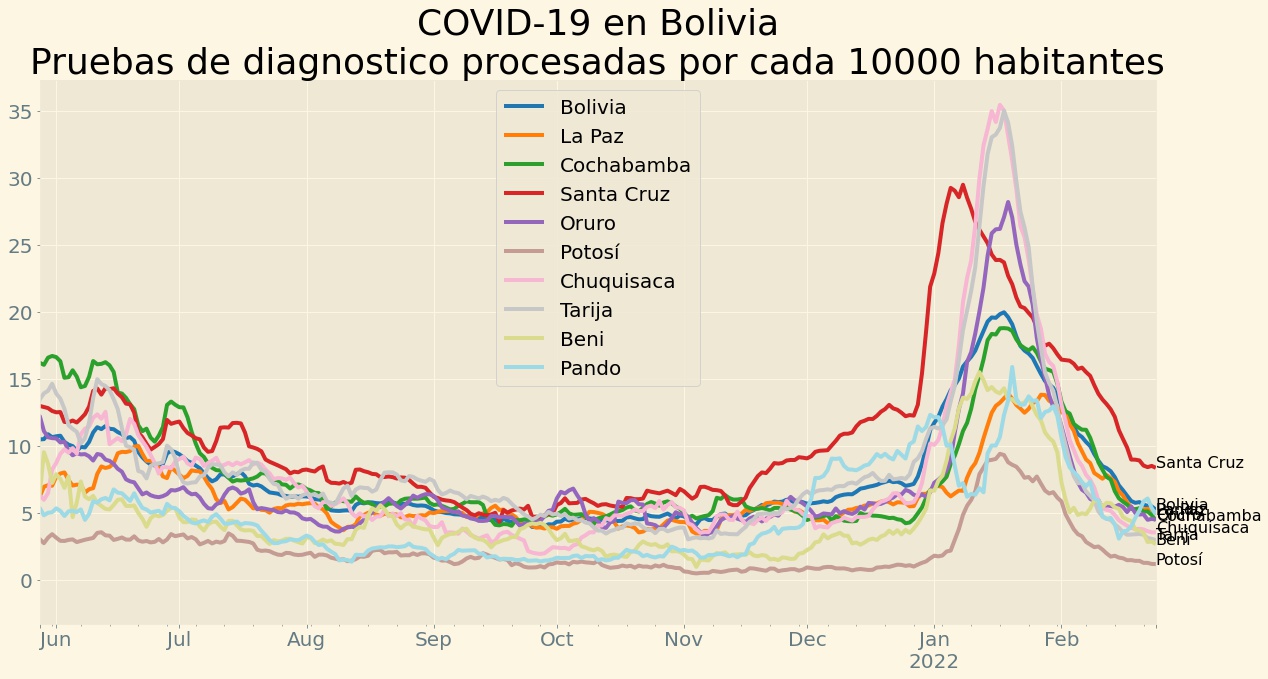 COVID-19 en Bolivia
Pruebas de diagnostico procesadas por cada 10000 habitantes
35
30
25
20
15
10
5
0
Bolivia
La Paz
Cochabamba
Santa Cruz
Oruro
Potosí
Chuquisaca
Tarija
Beni
Pando
Santa Cruz
Bolivia
Cochabamba
Chuquisaca
Tarija
Beni
Potosí
Jun
Jul
Aug
Sep
Oct
Nov
Dec
Jan
Feb
2022